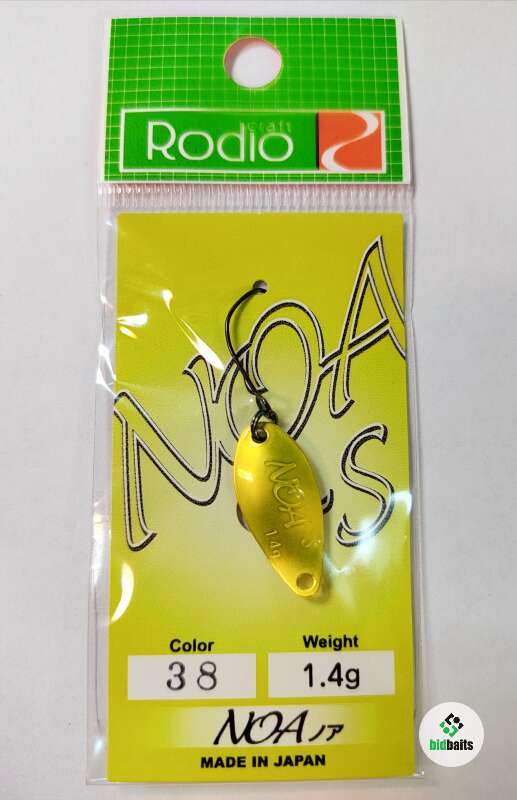 craft
Rodio
NOA
S
NOA S
1.4g
Color
Weight
38
1.4g
NOA ノア
MADE IN JAPAN
bidbaits